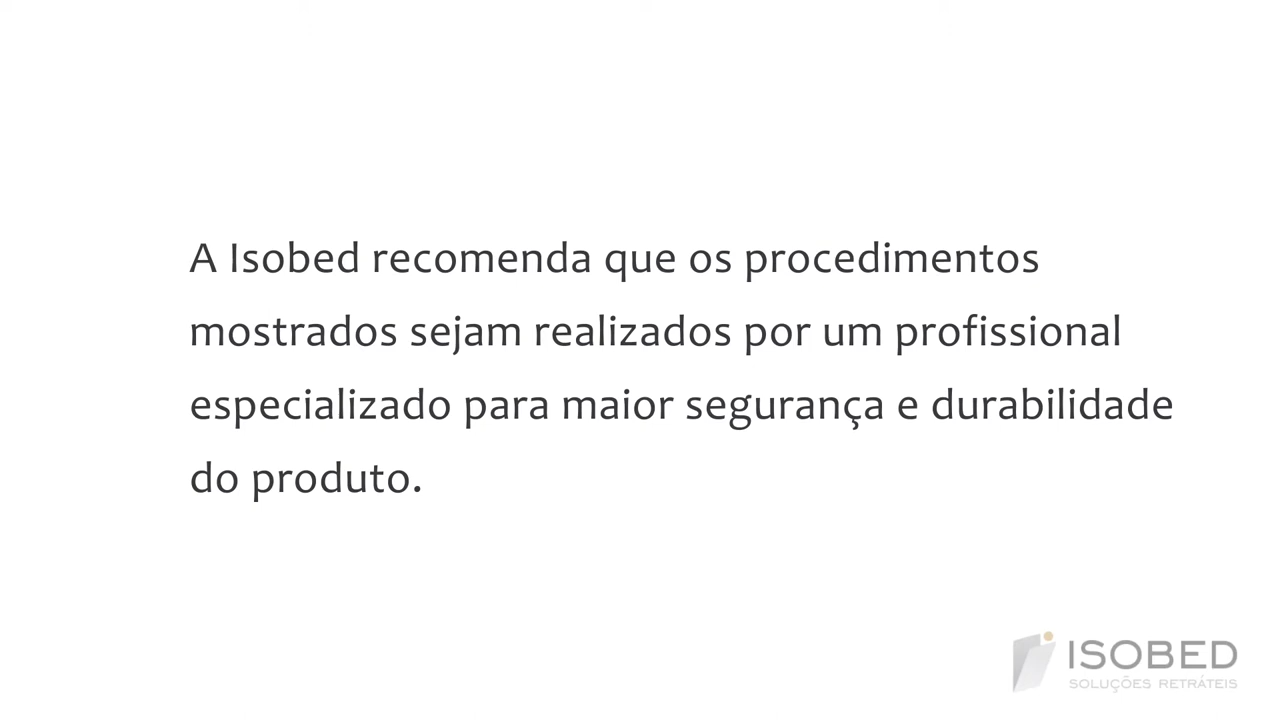 A Isobed recomenda que os procedimentos
mostrados sejam realizados por um profissional
especializado para maior segurança e durabilidade
do produto.
ISOBED
SOLUÇÕES RETRÁTEIS